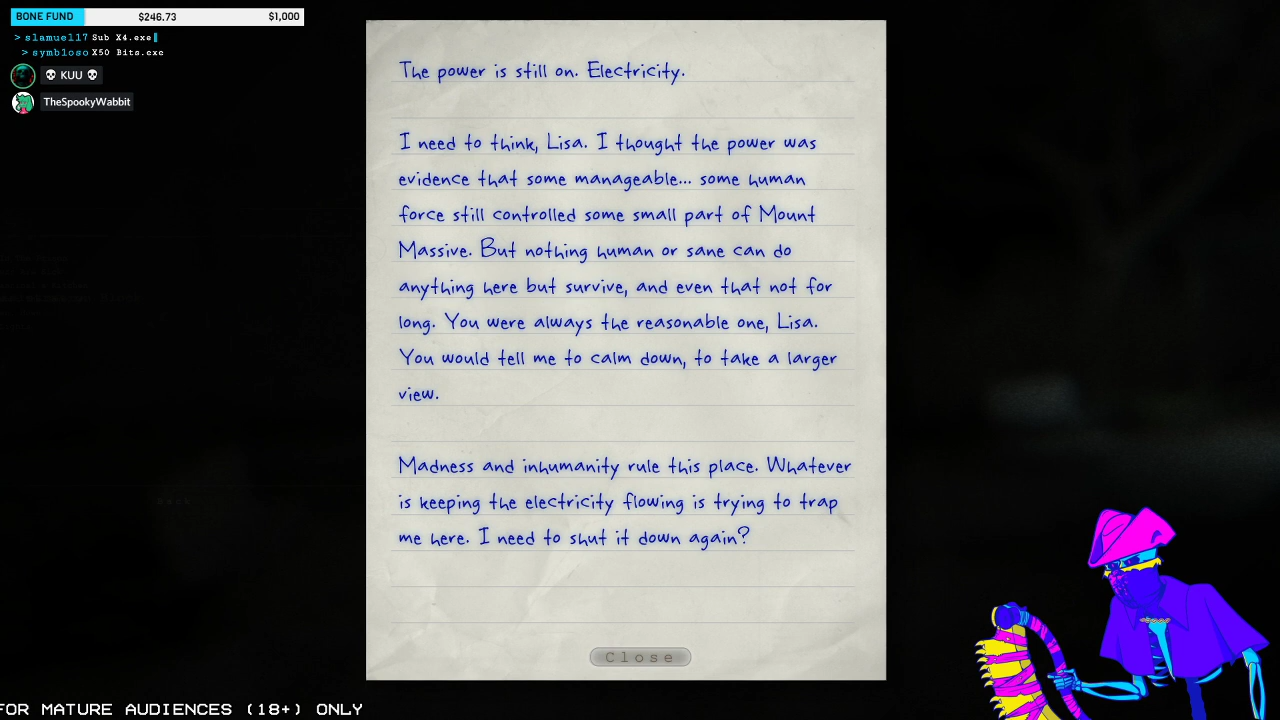 BONE FUND $246.73 $1,000
> slamuel17 Sub X4.exe
> symb1oso X50 Bits.exe
💀 KUU 💀
TheSpookyWabbit
The power is still on. Electricity.
I need to think, Lisa. I thought the power was
evidence that some manageable... some human
force still controlled some small part of Mount
Massive. But nothing human or sane can do
anything here but survive, and even that not for
long. You were always the reasonable one, Lisa.
You would tell me to calm down, to take a larger
view.
Madness and inhumanity rule this place. Whatever
is keeping the electricity flowing is trying to trap
me here. I need to shut it down again?
Close
FOR MATURE AUDIENCES (18+) ONLY